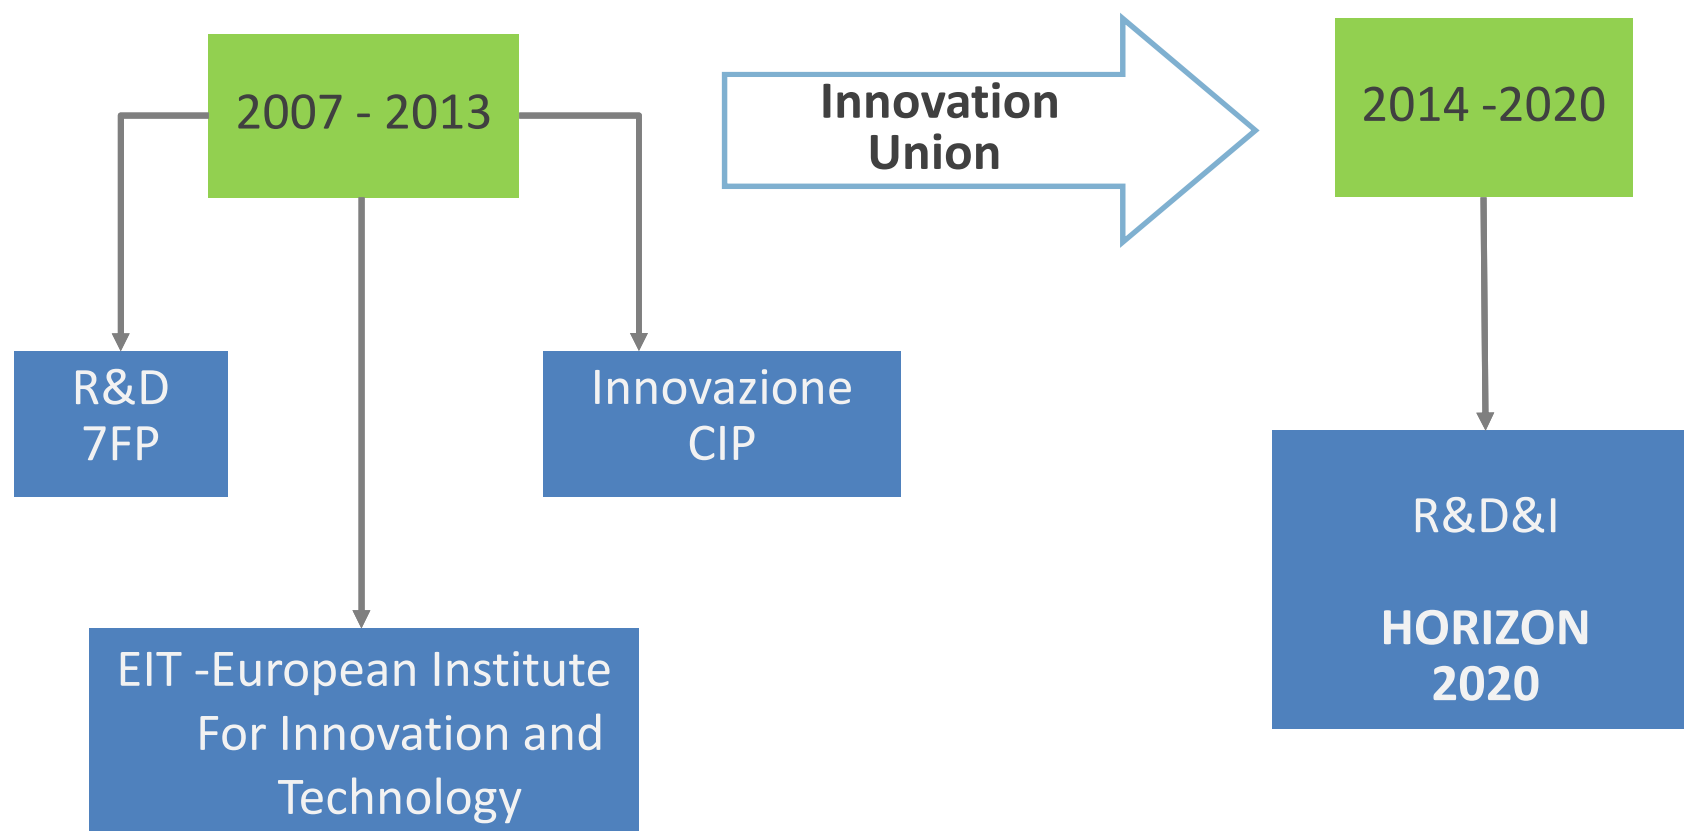 2007 - 2013
Innovation
Union
2014 -2020
R&D
7FP
Innovazione
CIP
R&D&I
HORIZON
2020
EIT -European Institute
For Innovation and
Technology